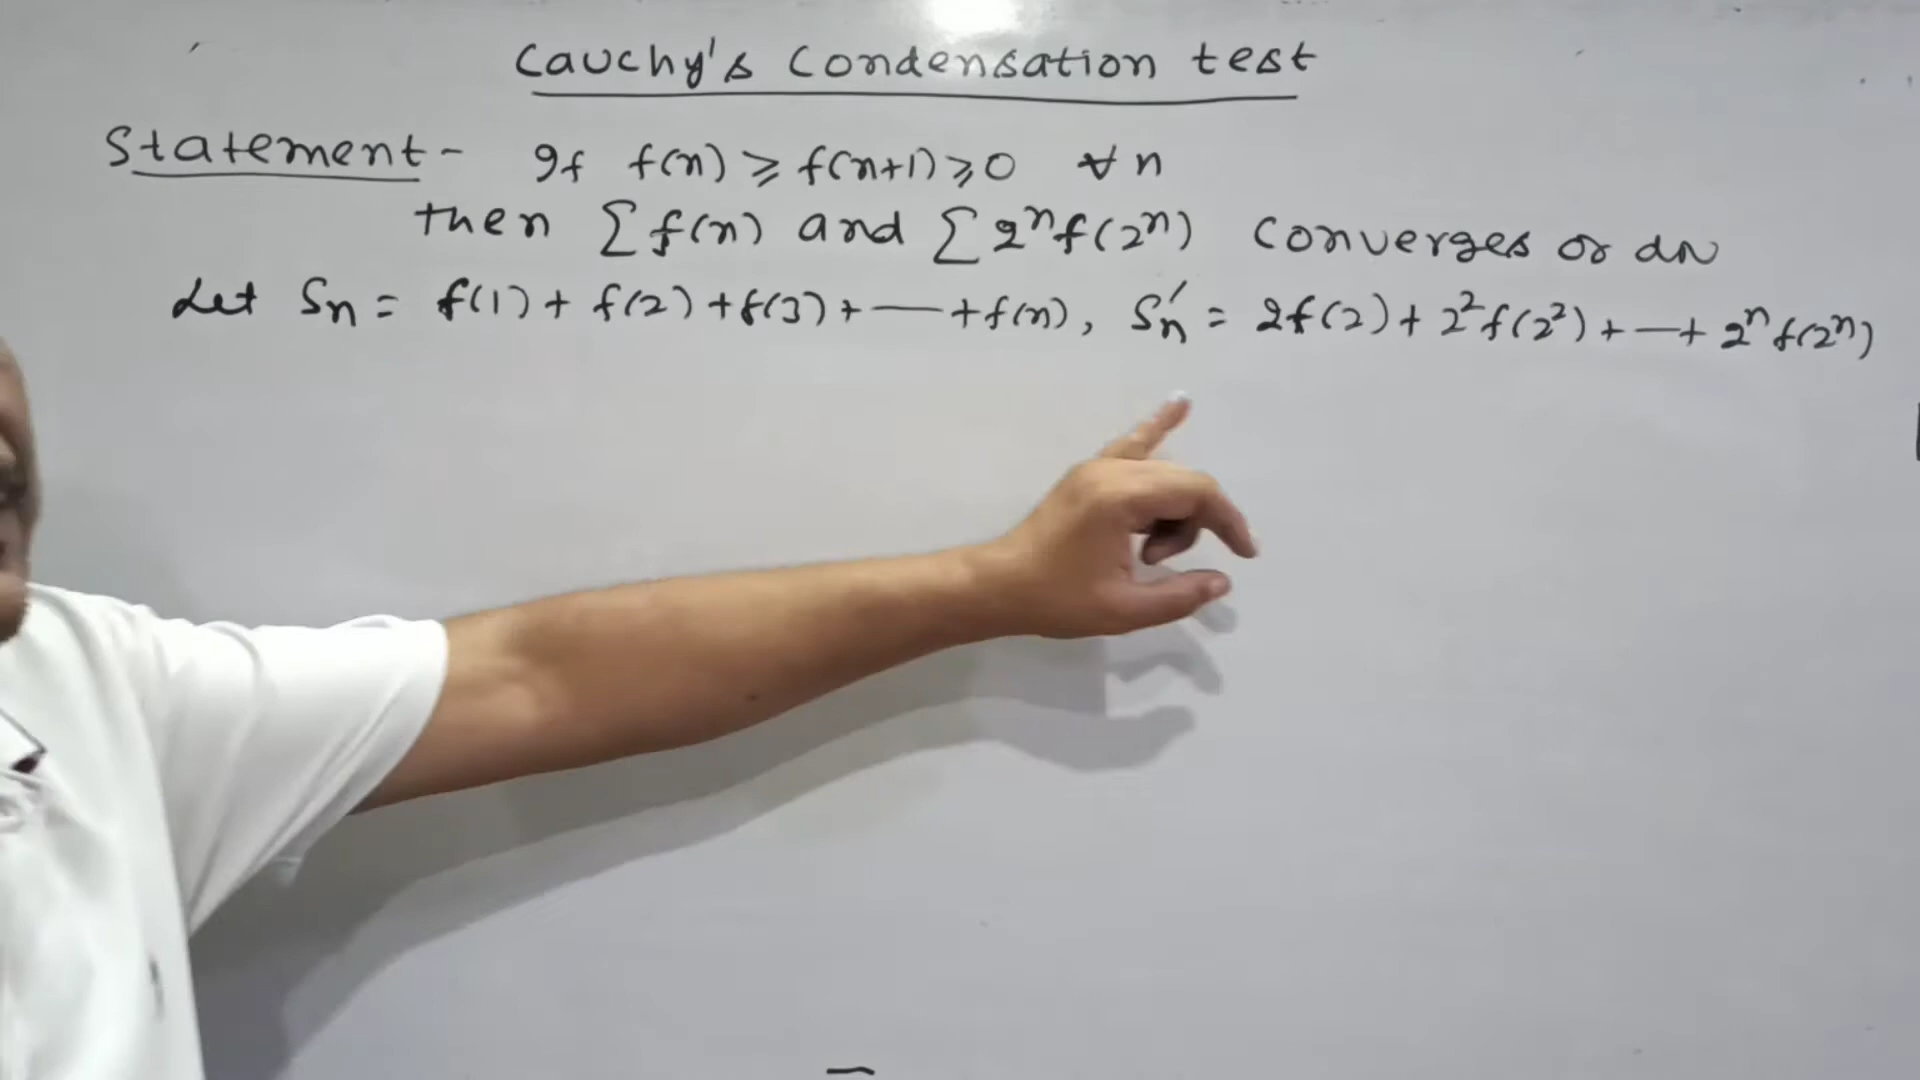 Cauchy's Condensation test
Statement - If f(n) ⩾ f(n+1) ⩾ 0 ∀ n
then ∑ f(n) and ∑ 2ⁿf(2ⁿ) Converges or
Let Sn = f(1) + f(2) + f(3) + — + f(n), S′n = 2f(2) + 2²f(2²) + — + 2ⁿf(2ⁿ)